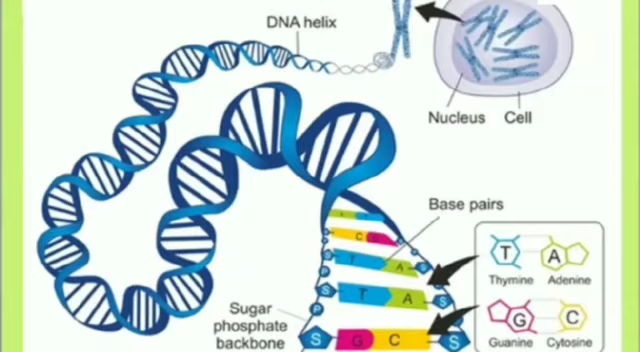 DNA helix
Nucleus Cell
Base pairs
T A
Thymine Adenine
G C
Guanine Cytosine
Sugar
phosphate
backbone
A
C G
P
T A S
S
P
S T A S
P
S G C S